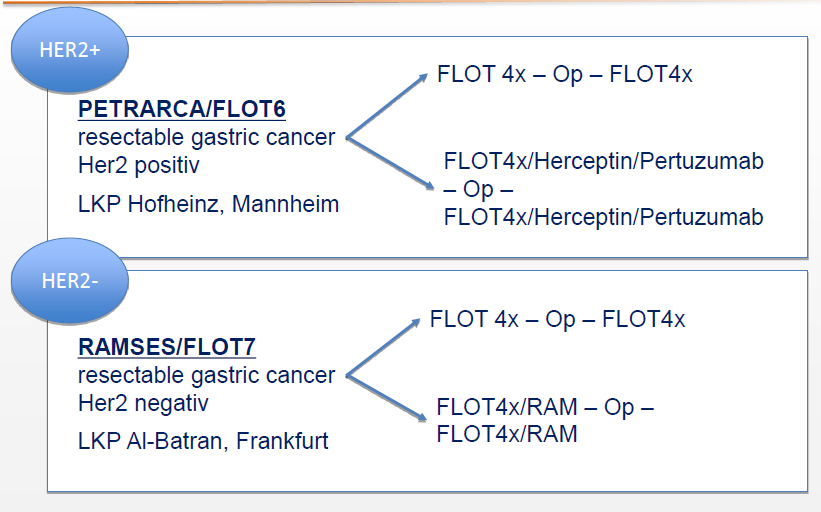 HER2+
PETRARCA/FLOT6
resectable gastric cancer
Her2 positiv
LKP Hofheinz, Mannheim
FLOT 4x – Op – FLOT4x
FLOT4x/Herceptin/Pertuzumab
– Op –
FLOT4x/Herceptin/Pertuzumab
HER2-
RAMSES/FLOT7
resectable gastric cancer
Her2 negativ
LKP Al-Batran, Frankfurt
FLOT 4x – Op – FLOT4x
FLOT4x/RAM – Op –
FLOT4x/RAM